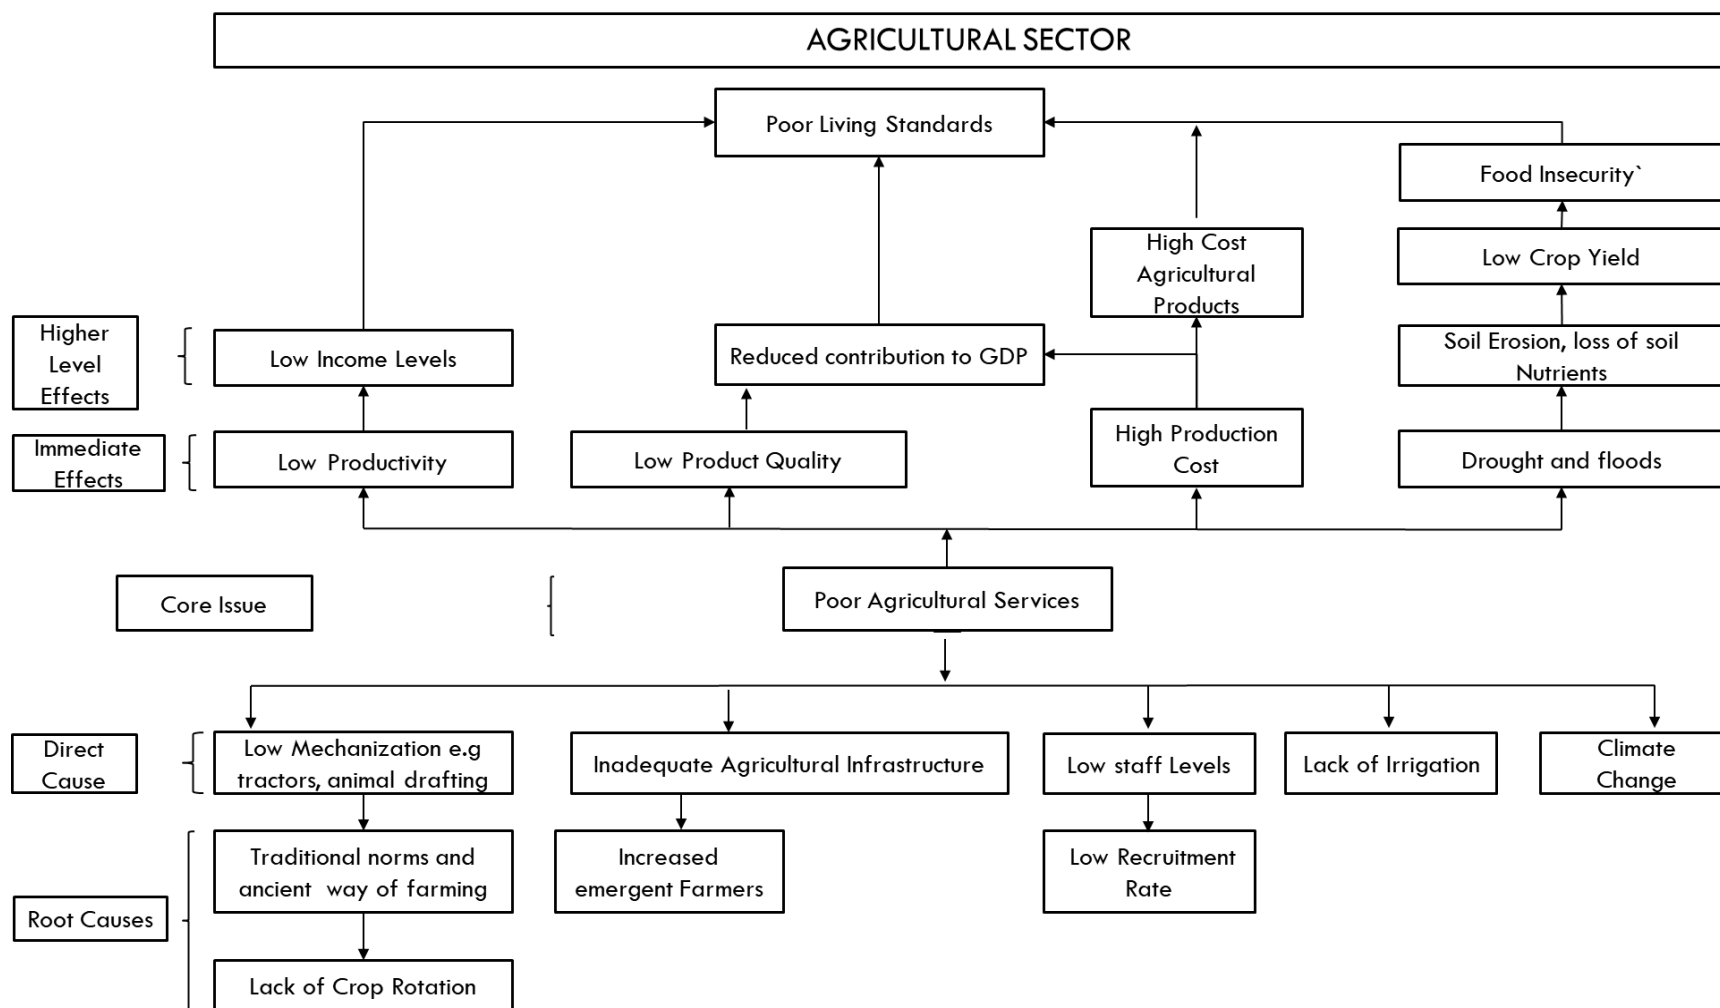 AGRICULTURAL SECTOR
Poor Living Standards
Food Insecurity`
High Cost
Agricultural
Products
Low Crop Yield
Higher
Level
Effects
Low Income Levels
Reduced contribution to GDP
Soil Erosion, loss of soil
Nutrients
Immediate
Effects
Low Productivity
Low Product Quality
High Production
Cost
Drought and floods
Core Issue
Poor Agricultural Services
Direct
Cause
Low Mechanization e.g
tractors, animal drafting
Inadequate Agricultural Infrastructure
Low staff Levels
Lack of Irrigation
Climate
Change
Root Causes
Traditional norms and
ancient way of farming
Increased
emergent Farmers
Low Recruitment
Rate
Lack of Crop Rotation